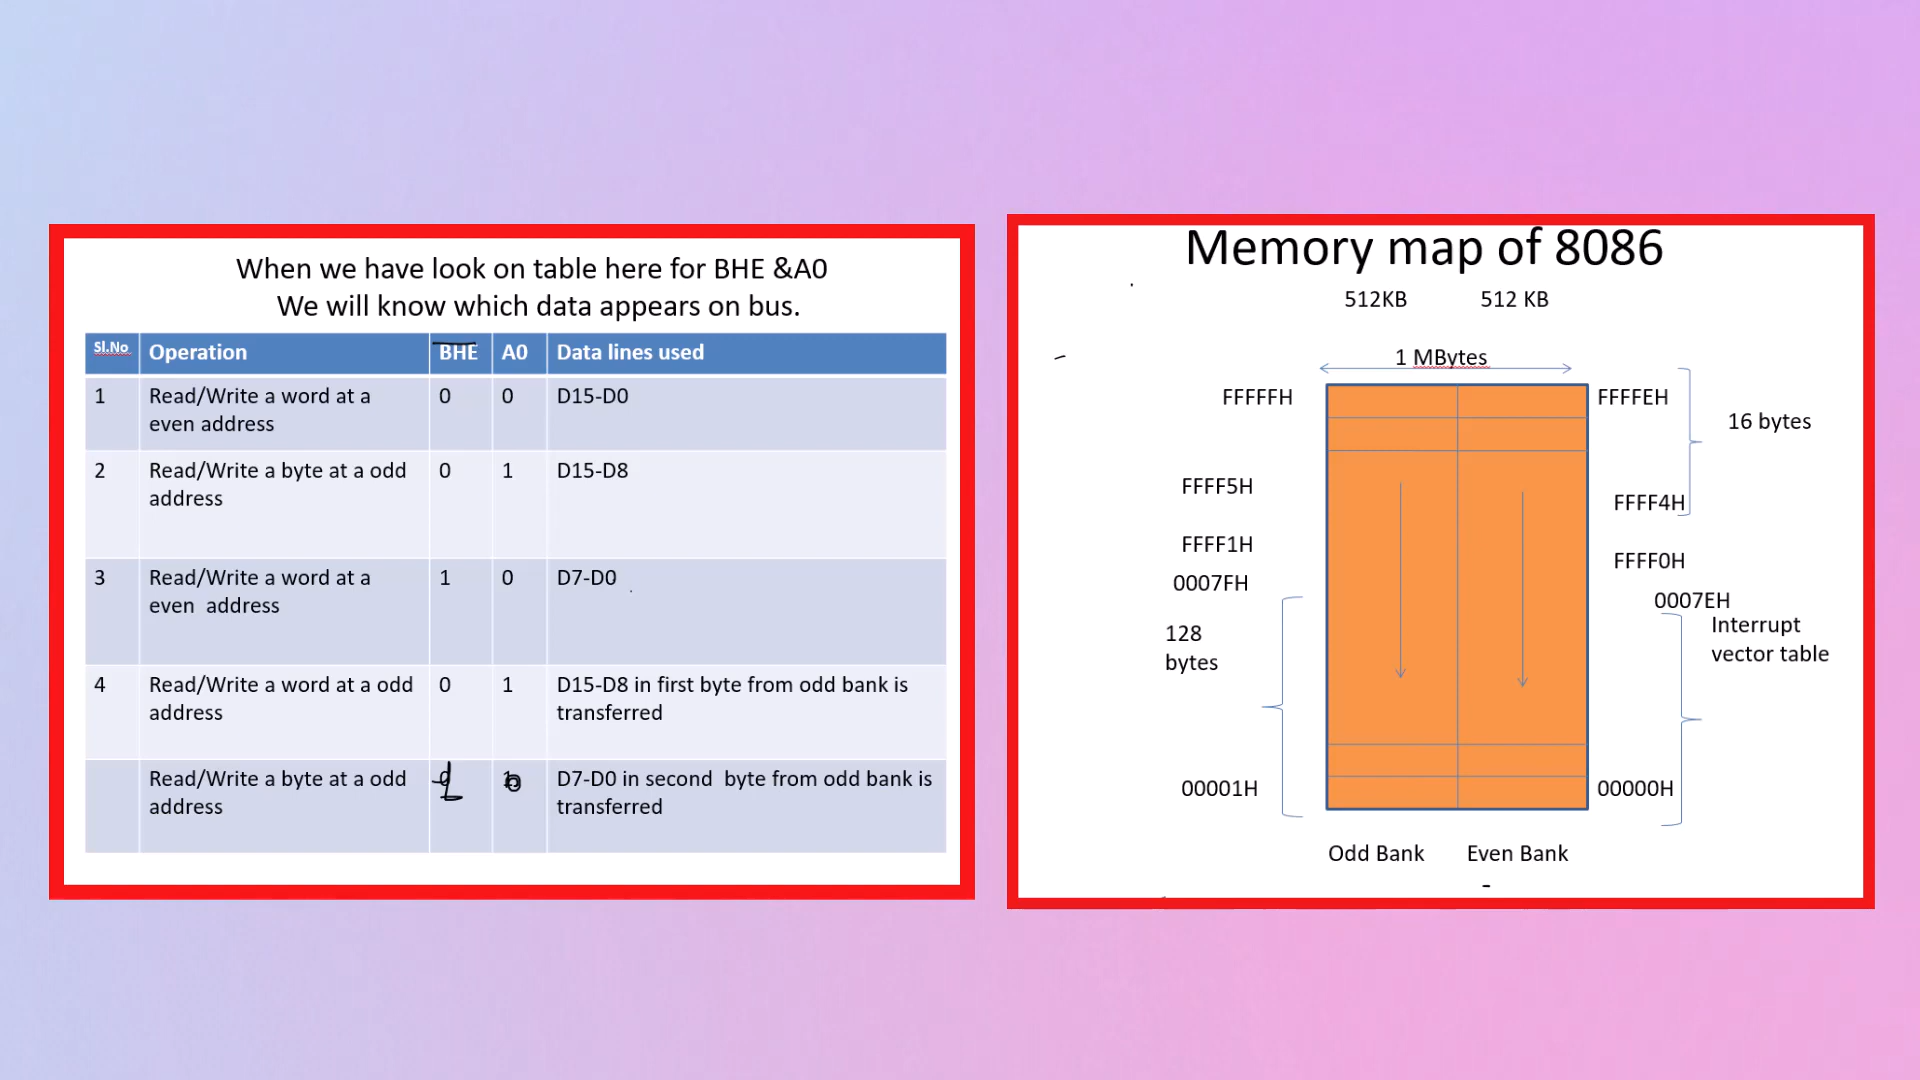 When we have look on table here for BHE &A0
We will know which data appears on bus.
Sl.No Operation BHE A0 Data lines used
1 Read/Write a word at a even address 0 0 D15-D0
2 Read/Write a byte at a odd address 0 1 D15-D8
3 Read/Write a word at a even address 1 0 D7-D0
4 Read/Write a word at a odd address 0 1 D15-D8 in first byte from odd bank is transferred
Read/Write a byte at a odd address 1 0 D7-D0 in second byte from odd bank is transferred
Memory map of 8086
512KB 512 KB
1 MBytes
FFFFFH FFFFEH
16 bytes
FFFF5H FFFF4H
FFFF1H FFFF0H
0007FH 0007EH
128 bytes
Interrupt vector table
00001H 00000H
Odd Bank Even Bank